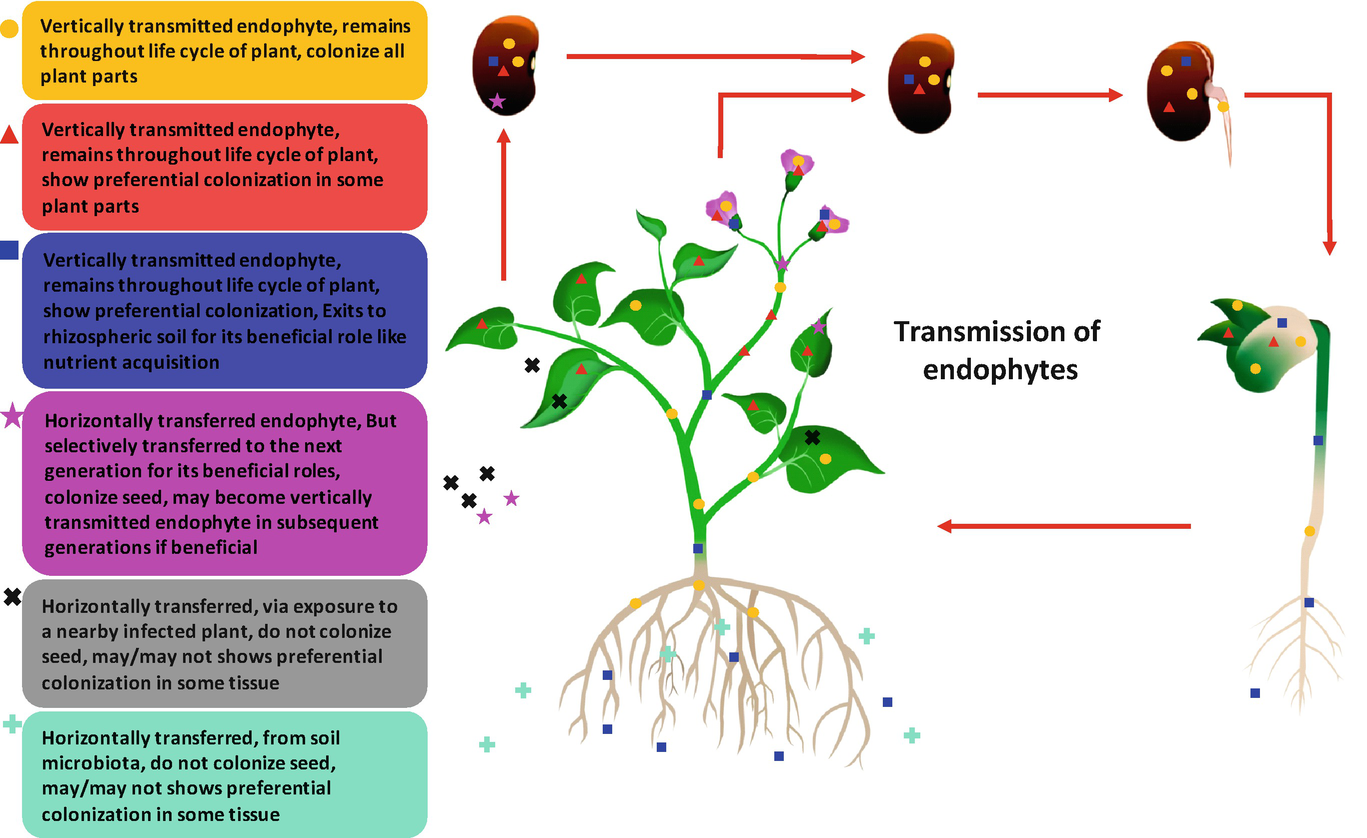 Vertically transmitted endophyte, remains
throughout life cycle of plant, colonize all
plant parts
Vertically transmitted endophyte,
remains throughout life cycle of plant,
show preferential colonization in some
plant parts
Vertically transmitted endophyte,
remains throughout life cycle of plant,
show preferential colonization, Exits to
rhizospheric soil for its beneficial role like
nutrient acquisition
Horizontally transferred endophyte, But
selectively transferred to the next
generation for its beneficial roles,
colonize seed, may become vertically
transmitted endophyte in subsequent
generations if beneficial
Horizontally transferred, via exposure to
a nearby infected plant, do not colonize
seed, may/may not shows preferential
colonization in some tissue
Horizontally transferred, from soil
microbiota, do not colonize seed,
may/may not shows preferential
colonization in some tissue
Transmission of
endophytes